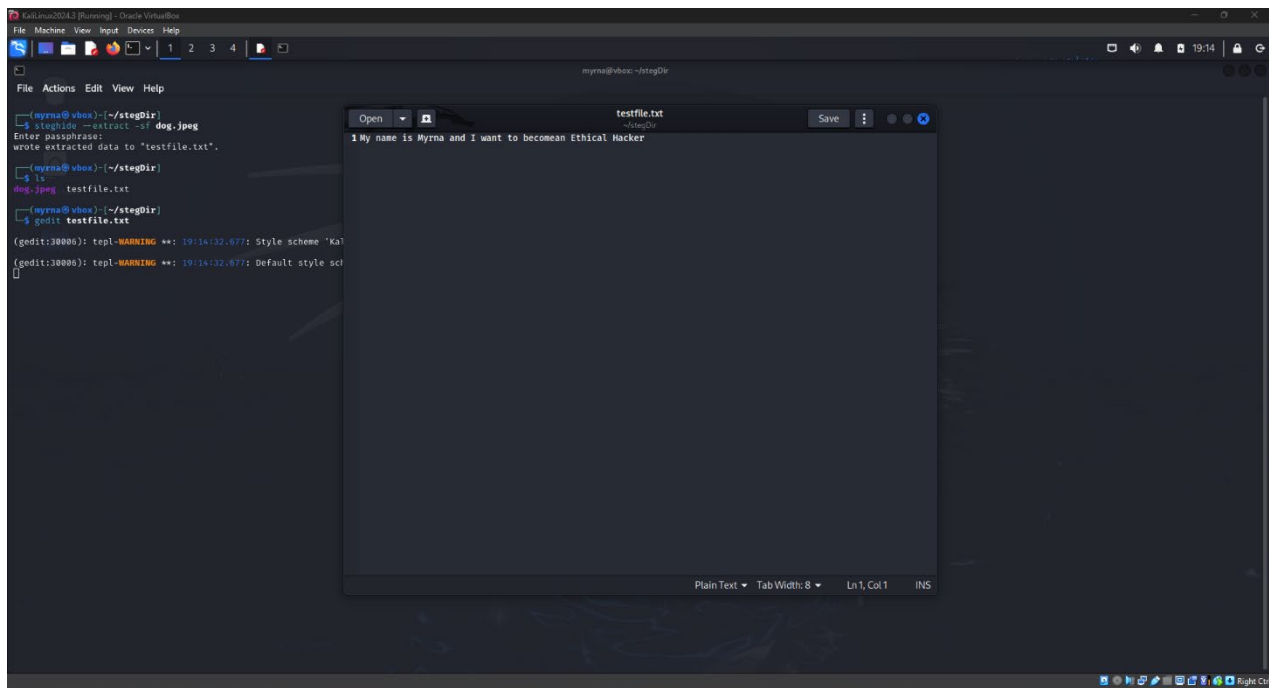 KaliLinux2024.3 [Running] - Oracle VirtualBox
File Machine View Input Devices Help
1 2 3 4
19:14
myrna@vbox: ~/stegDir
File Actions Edit View Help
┌──(myrna㉿vbox)-[~/stegDir]
└─$ steghide --extract -sf dog.jpeg
Enter passphrase:
wrote extracted data to "testfile.txt".
┌──(myrna㉿vbox)-[~/stegDir]
└─$ ls
dog.jpeg testfile.txt
┌──(myrna㉿vbox)-[~/stegDir]
└─$ gedit testfile.txt
(gedit:30006): tepl-WARNING **: 19:14:32.677: Style scheme 'Kal
(gedit:30006): tepl-WARNING **: 19:14:32.677: Default style sch
Open
testfile.txt
~/stegDir
Save
1 My name is Myrna and I want to becomean Ethical Hacker
Plain Text Tab Width: 8 Ln 1, Col 1 INS
Right Ctr